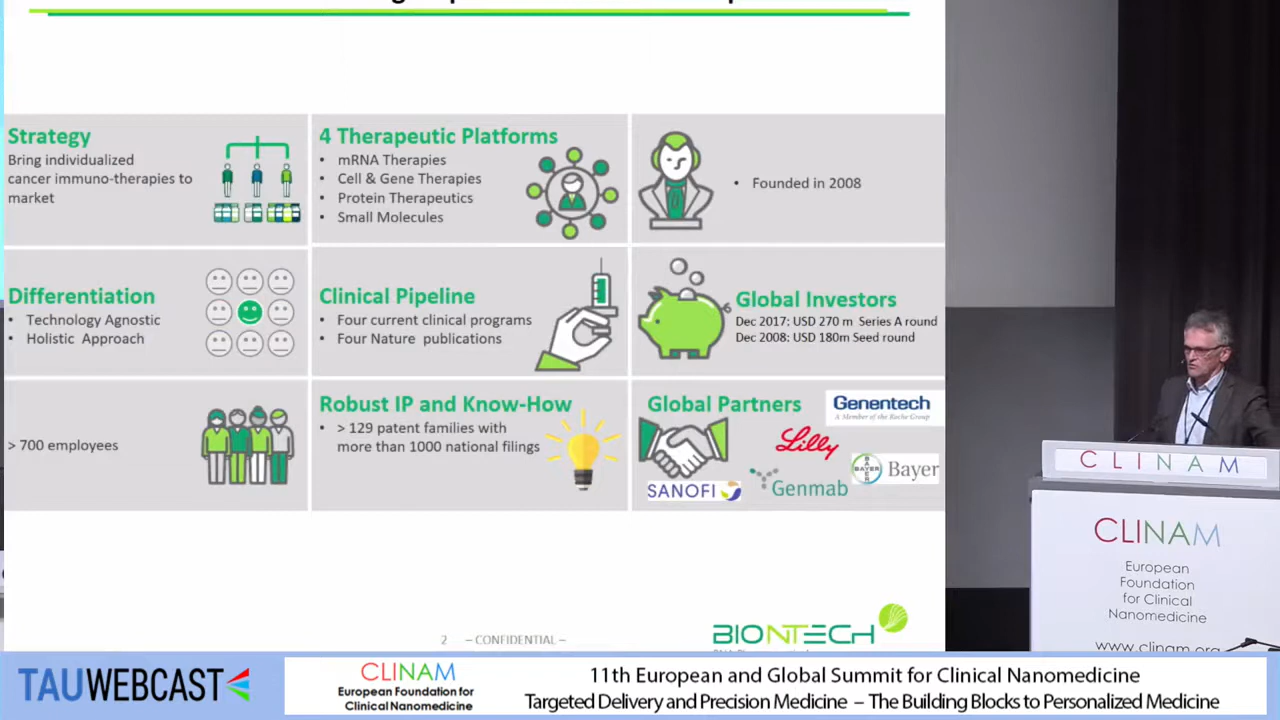 Strategy
Bring individualized
cancer immuno-therapies to
market
4 Therapeutic Platforms
• mRNA Therapies
• Cell & Gene Therapies
• Protein Therapeutics
• Small Molecules
• Founded in 2008
Differentiation
• Technology Agnostic
• Holistic Approach
Clinical Pipeline
• Four current clinical programs
• Four Nature publications
Global Investors
Dec 2017: USD 270 m Series A round
Dec 2008: USD 180m Seed round
> 700 employees
Robust IP and Know-How
• > 129 patent families with
more than 1000 national filings
Global Partners
Genentech
A Member of the Roche Group
Lilly
BAYER
Bayer
SANOFI
Genmab
2 – CONFIDENTIAL –
BIONTECH
CLINAM
CLINAM
European
Foundation
for Clinical
Nanomedicine
www.clinam.org
TAUWEBCAST
CLINAM
European Foundation for
Clinical Nanomedicine
11th European and Global Summit for Clinical Nanomedicine
Targeted Delivery and Precision Medicine – The Building Blocks to Personalized Medicine